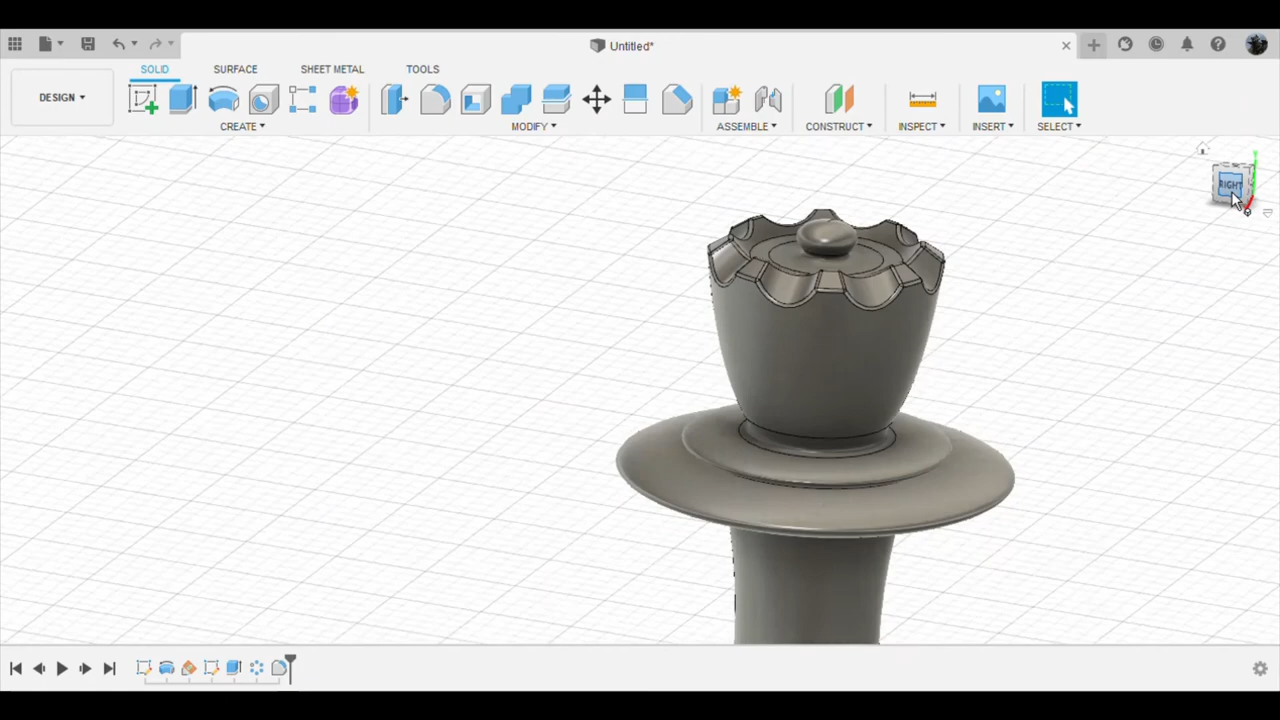 Untitled*
SOLID SURFACE SHEET METAL TOOLS
DESIGN
CREATE MODIFY ASSEMBLE CONSTRUCT INSPECT INSERT SELECT
RIGHT